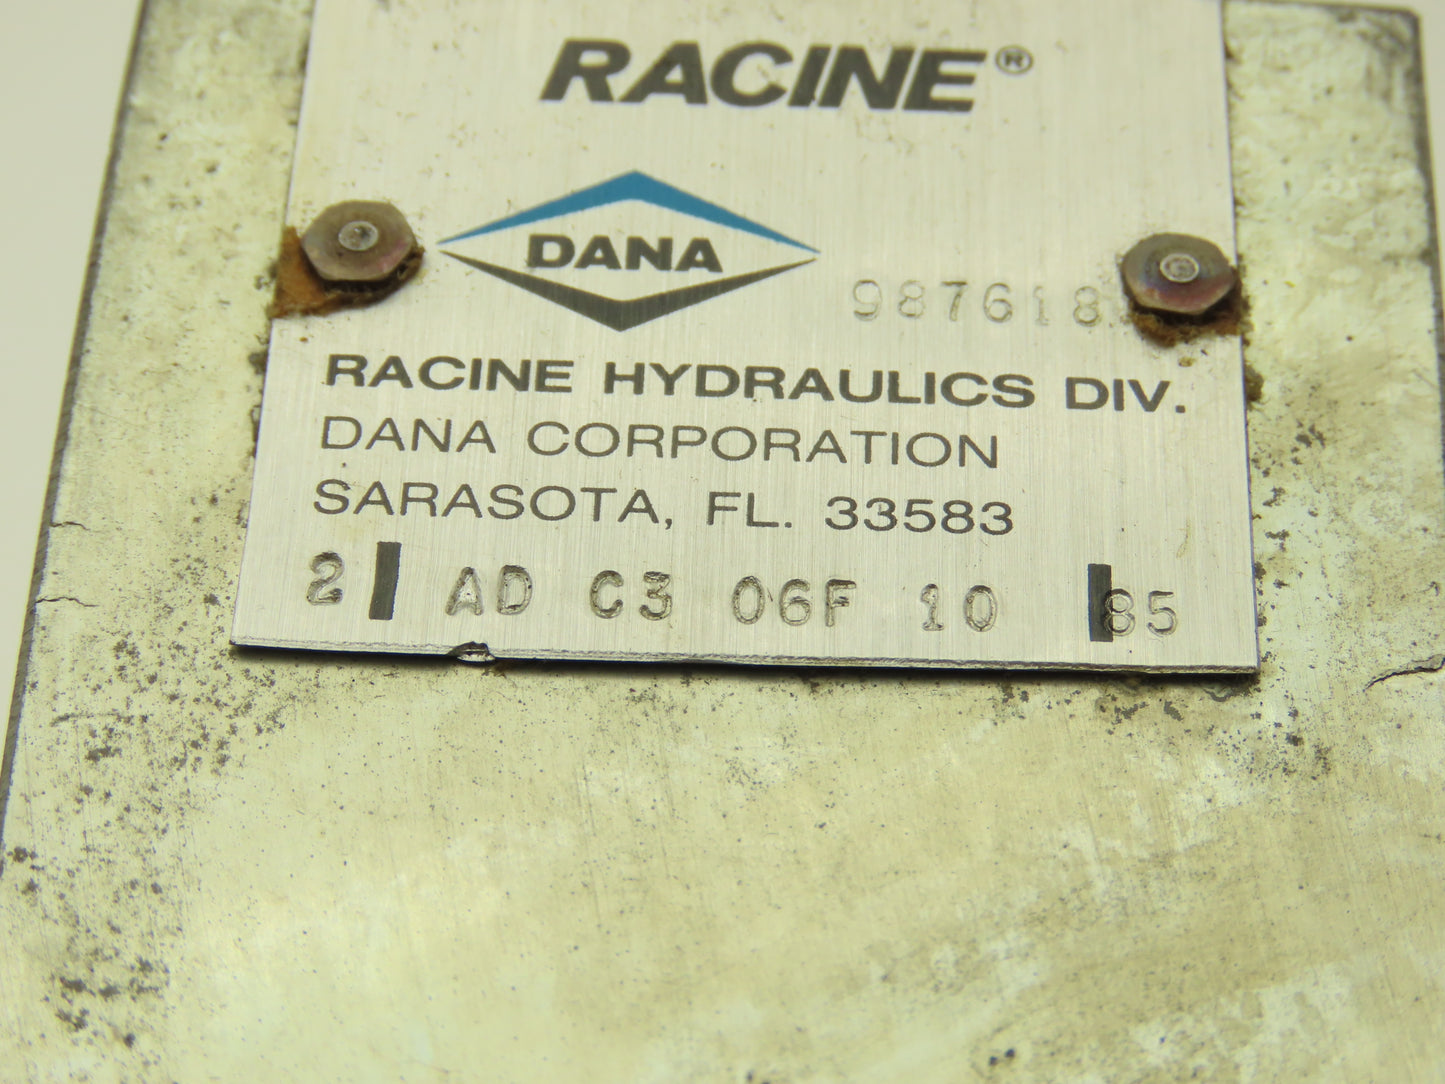 RACINE®
DANA
987618
RACINE HYDRAULICS DIV.
DANA CORPORATION
SARASOTA, FL. 33583
2 AD C3 06F 10 85